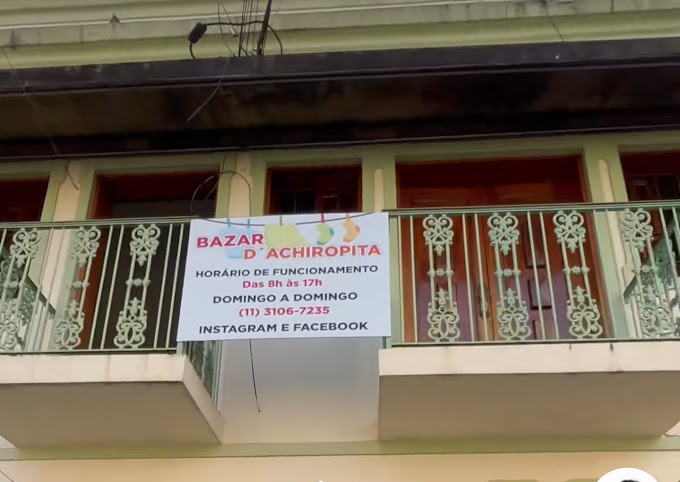 BAZAR
D´ACHIROPITA
HORÁRIO DE FUNCIONAMENTO
Das 8h às 17h
DOMINGO A DOMINGO
(11) 3106-7235
INSTAGRAM E FACEBOOK